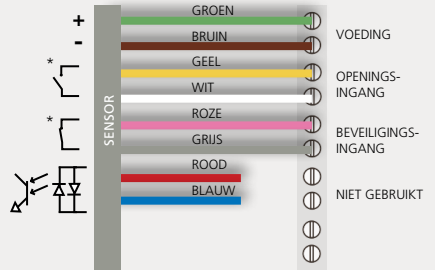 +
GROEN
-
BRUIN
VOEDING
*
GEEL
WIT
OPENINGS-
INGANG
SENSOR
*
ROZE
GRIJS
BEVEILIGINGS-
INGANG
ROOD
BLAUW
NIET GEBRUIKT